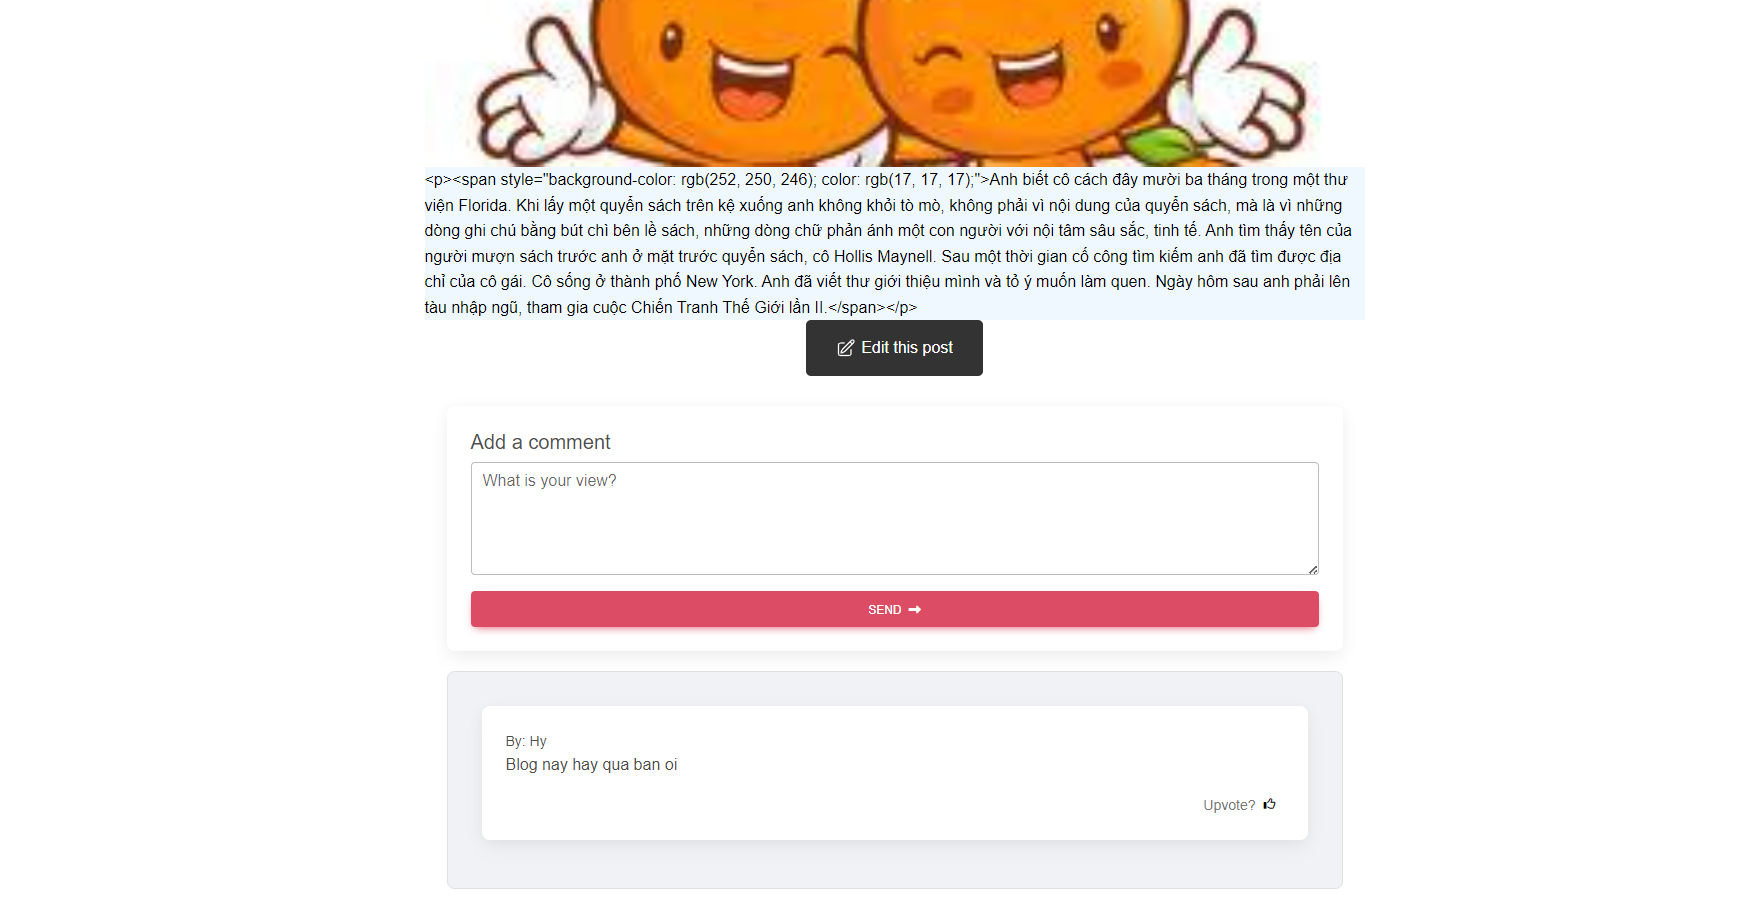 <p><span style="background-color: rgb(252, 250, 246); color: rgb(17, 17, 17);">Anh biết cô cách đây mười ba tháng trong một thư
viện Florida. Khi lấy một quyển sách trên kệ xuống anh không khỏi tò mò, không phải vì nội dung của quyển sách, mà là vì những
dòng ghi chú bằng bút chì bên lề sách, những dòng chữ phản ánh một con người với nội tâm sâu sắc, tinh tế. Anh tìm thấy tên của
người mượn sách trước anh ở mặt trước quyển sách, cô Hollis Maynell. Sau một thời gian cố công tìm kiếm anh đã tìm được địa
chỉ của cô gái. Cô sống ở thành phố New York. Anh đã viết thư giới thiệu mình và tỏ ý muốn làm quen. Ngày hôm sau anh phải lên
tàu nhập ngũ, tham gia cuộc Chiến Tranh Thế Giới lần II.</span></p>
Edit this post
Add a comment
What is your view?
SEND
By: Hy
Blog nay hay qua ban oi
Upvote?